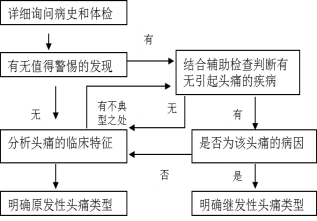 详细询问病史和体检
有
有无值得警惕的发现
结合辅助检查判断有
无引起头痛的疾病
有不典
型之处
无
无
有
分析头痛的临床特征
是否为该头痛的病因
否
是
明确原发性头痛类型
明确继发性头痛类型